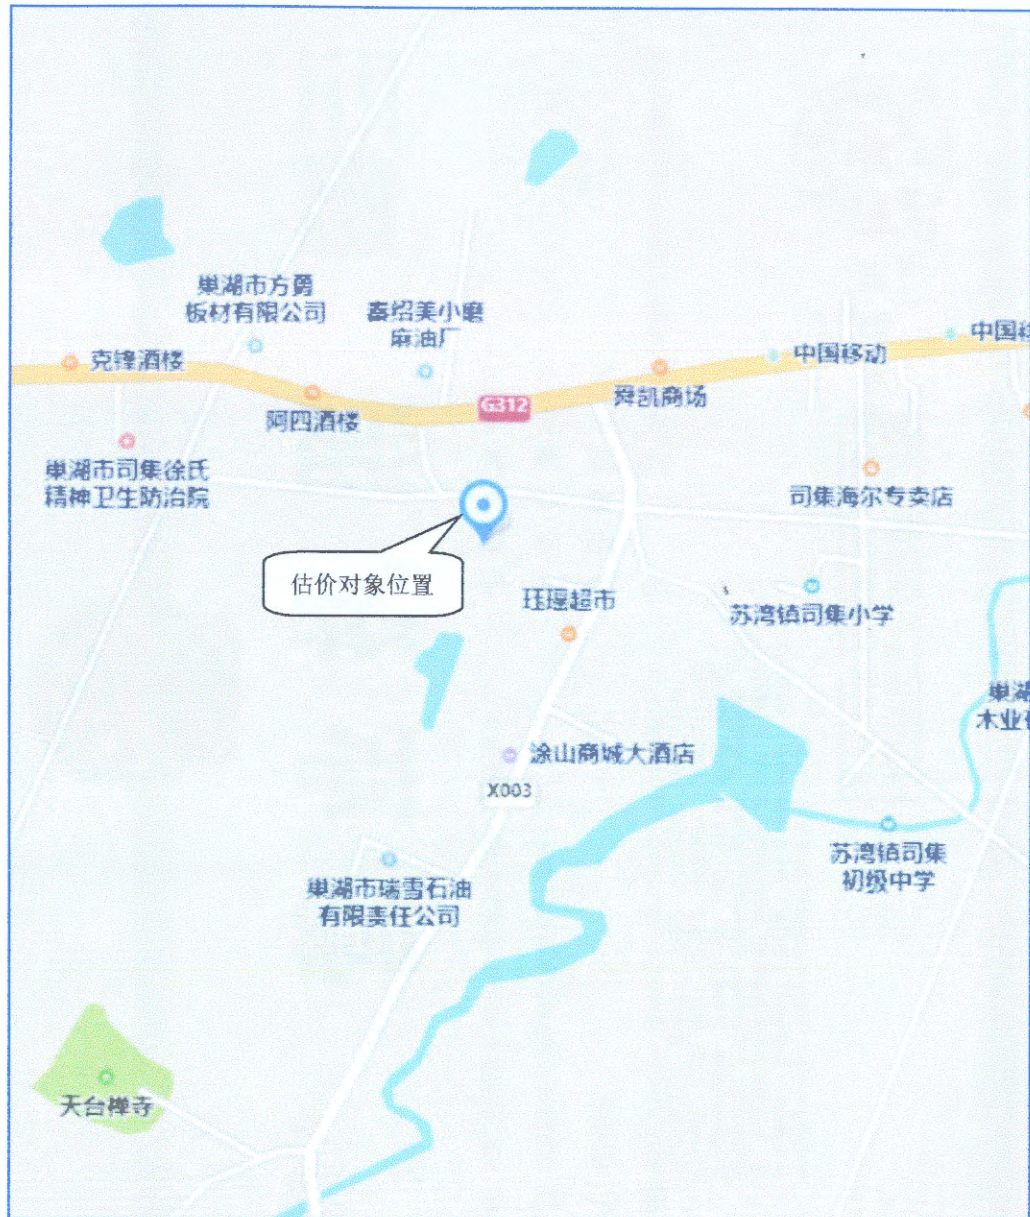 巢湖市方勇
板材有限公司
秦绍美小磨
麻油厂
中国移
中国移动
克锋酒楼
舜凯商场
G312
阿四酒楼
巢湖市司集徐氏
精神卫生防治院
司集海尔专卖店
估价对象位置
珏瑶超市
苏湾镇司集小学
巢湖
木业有
涂山商城大酒店
X003
苏湾镇司集
初级中学
巢湖市瑞雪石油
有限责任公司
天台禅寺